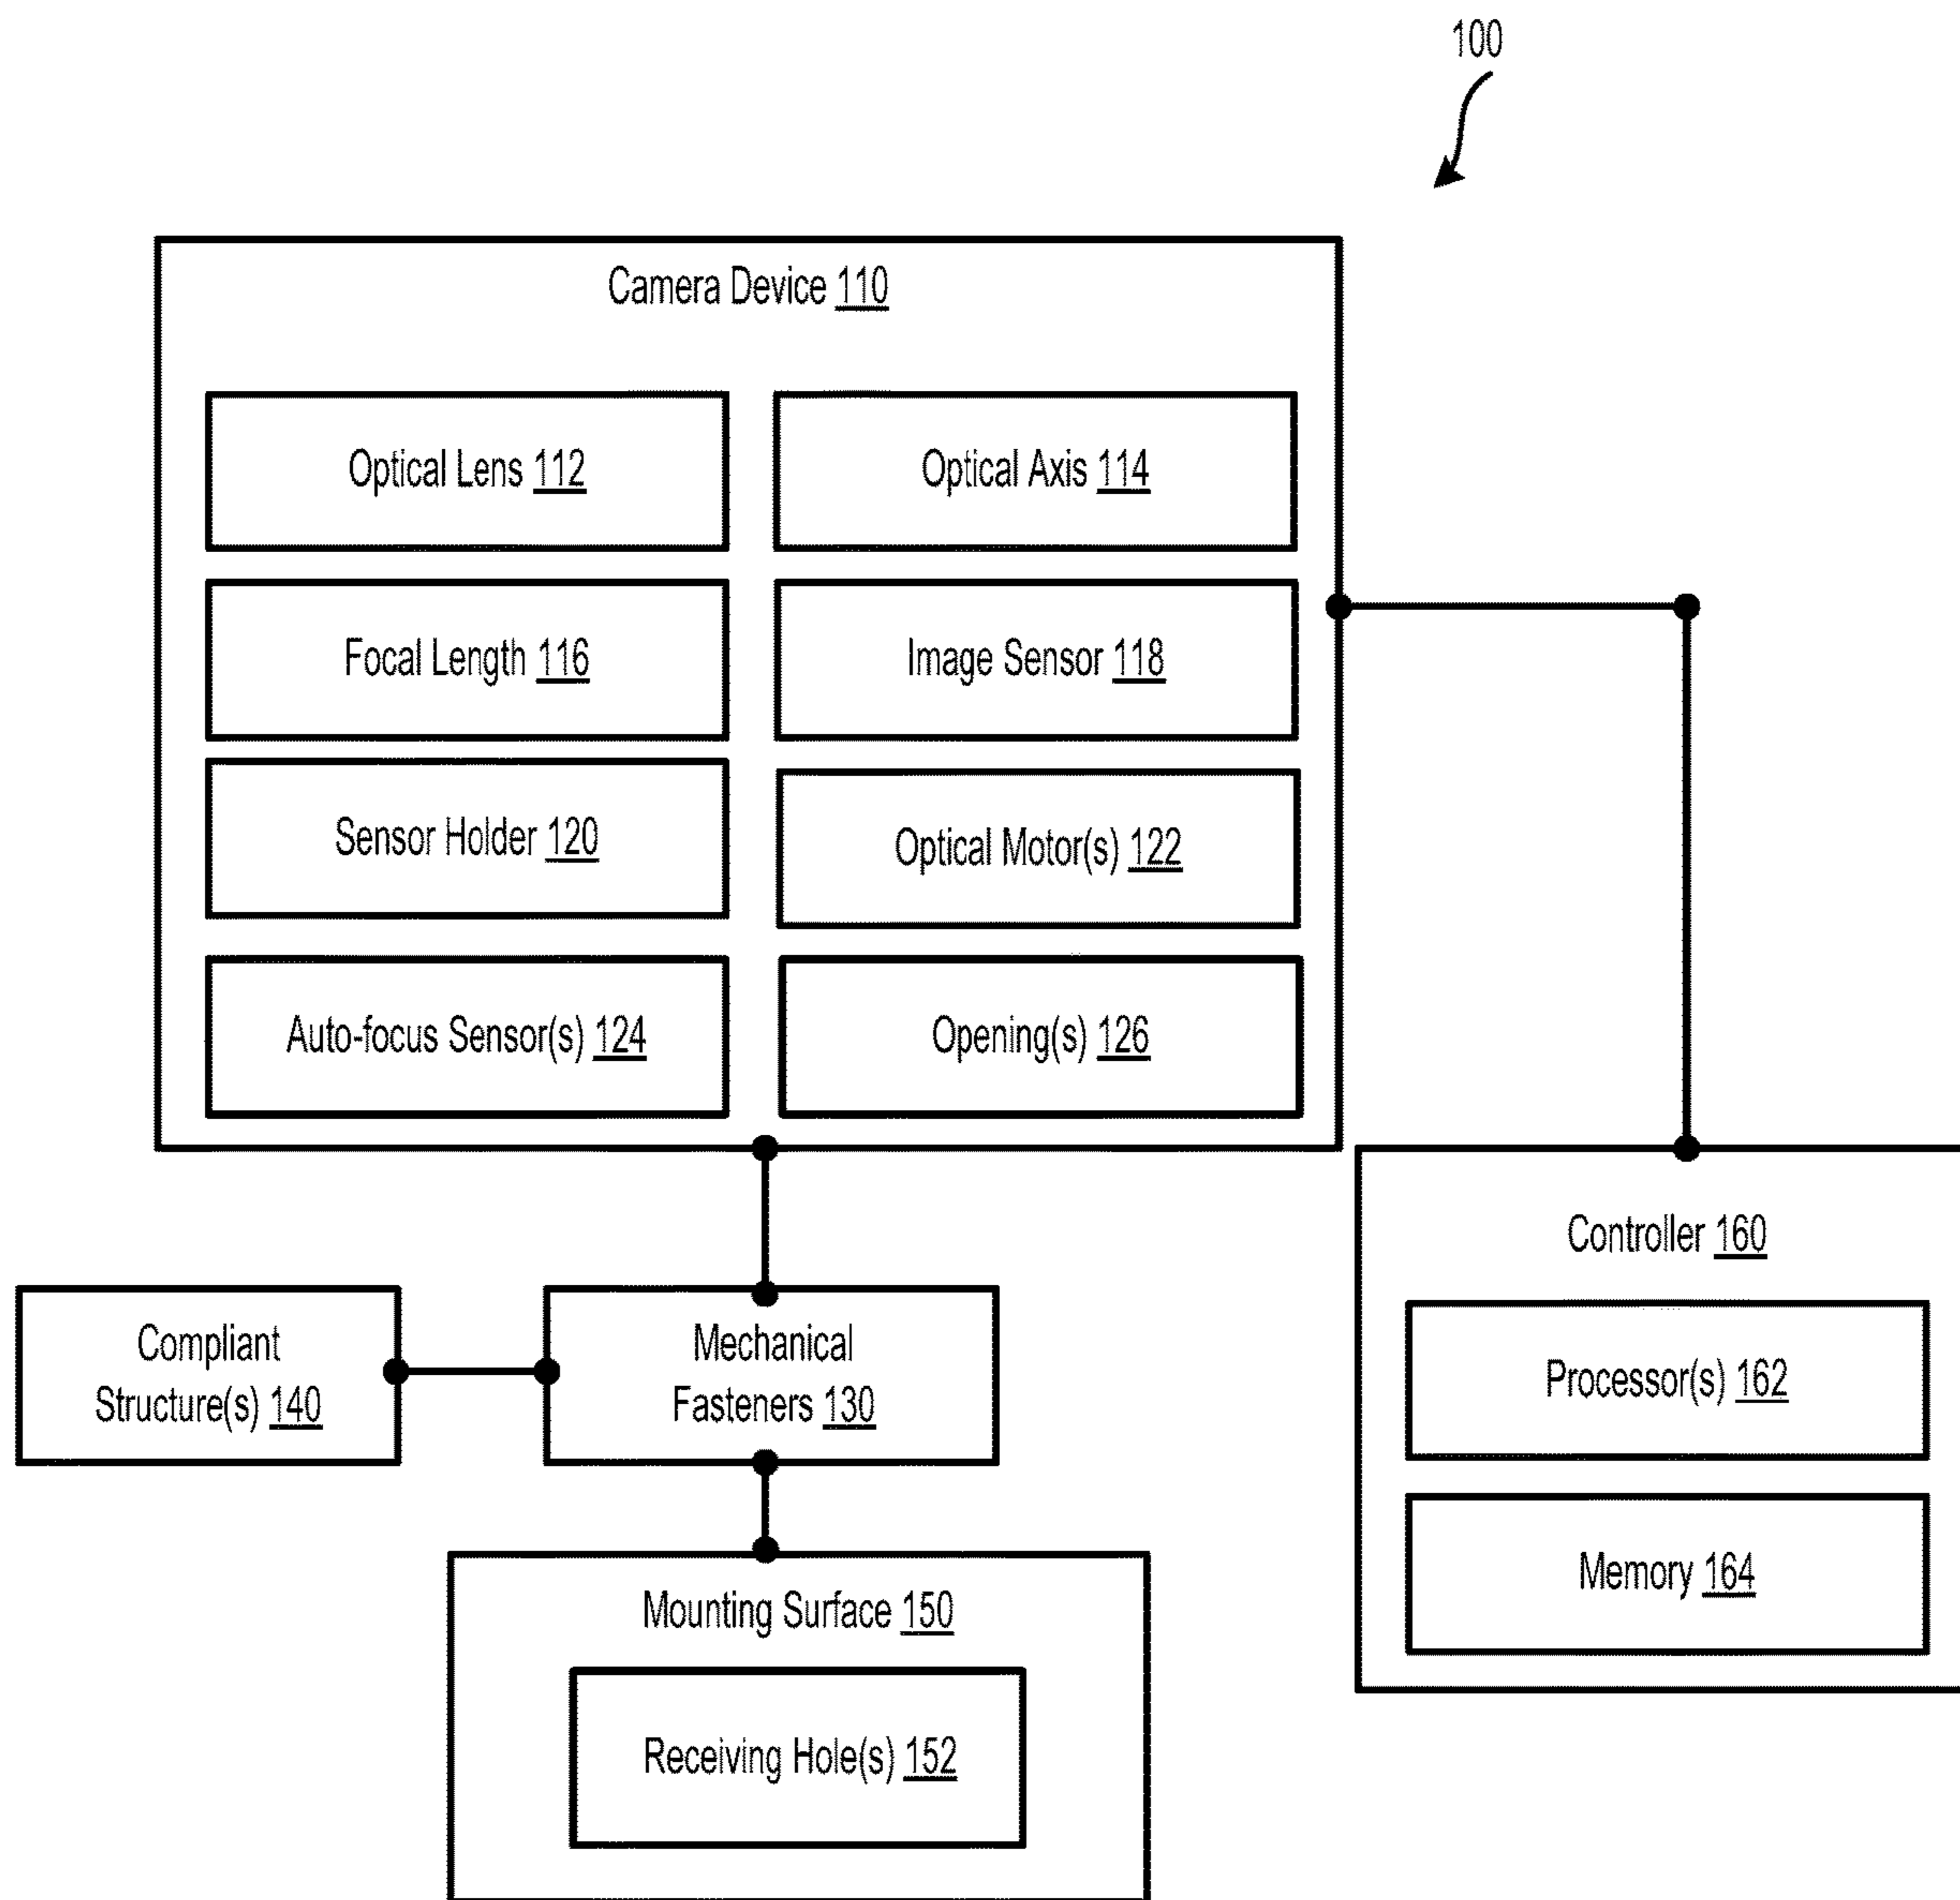 100
Camera Device 110
Optical Lens 112
Optical Axis 114
Focal Length 116
Image Sensor 118
Sensor Holder 120
Optical Motor(s) 122
Auto-focus Sensor(s) 124
Opening(s) 126
Controller 160
Processor(s) 162
Memory 164
Compliant
Structure(s) 140
Mechanical
Fasteners 130
Mounting Surface 150
Receiving Hole(s) 152